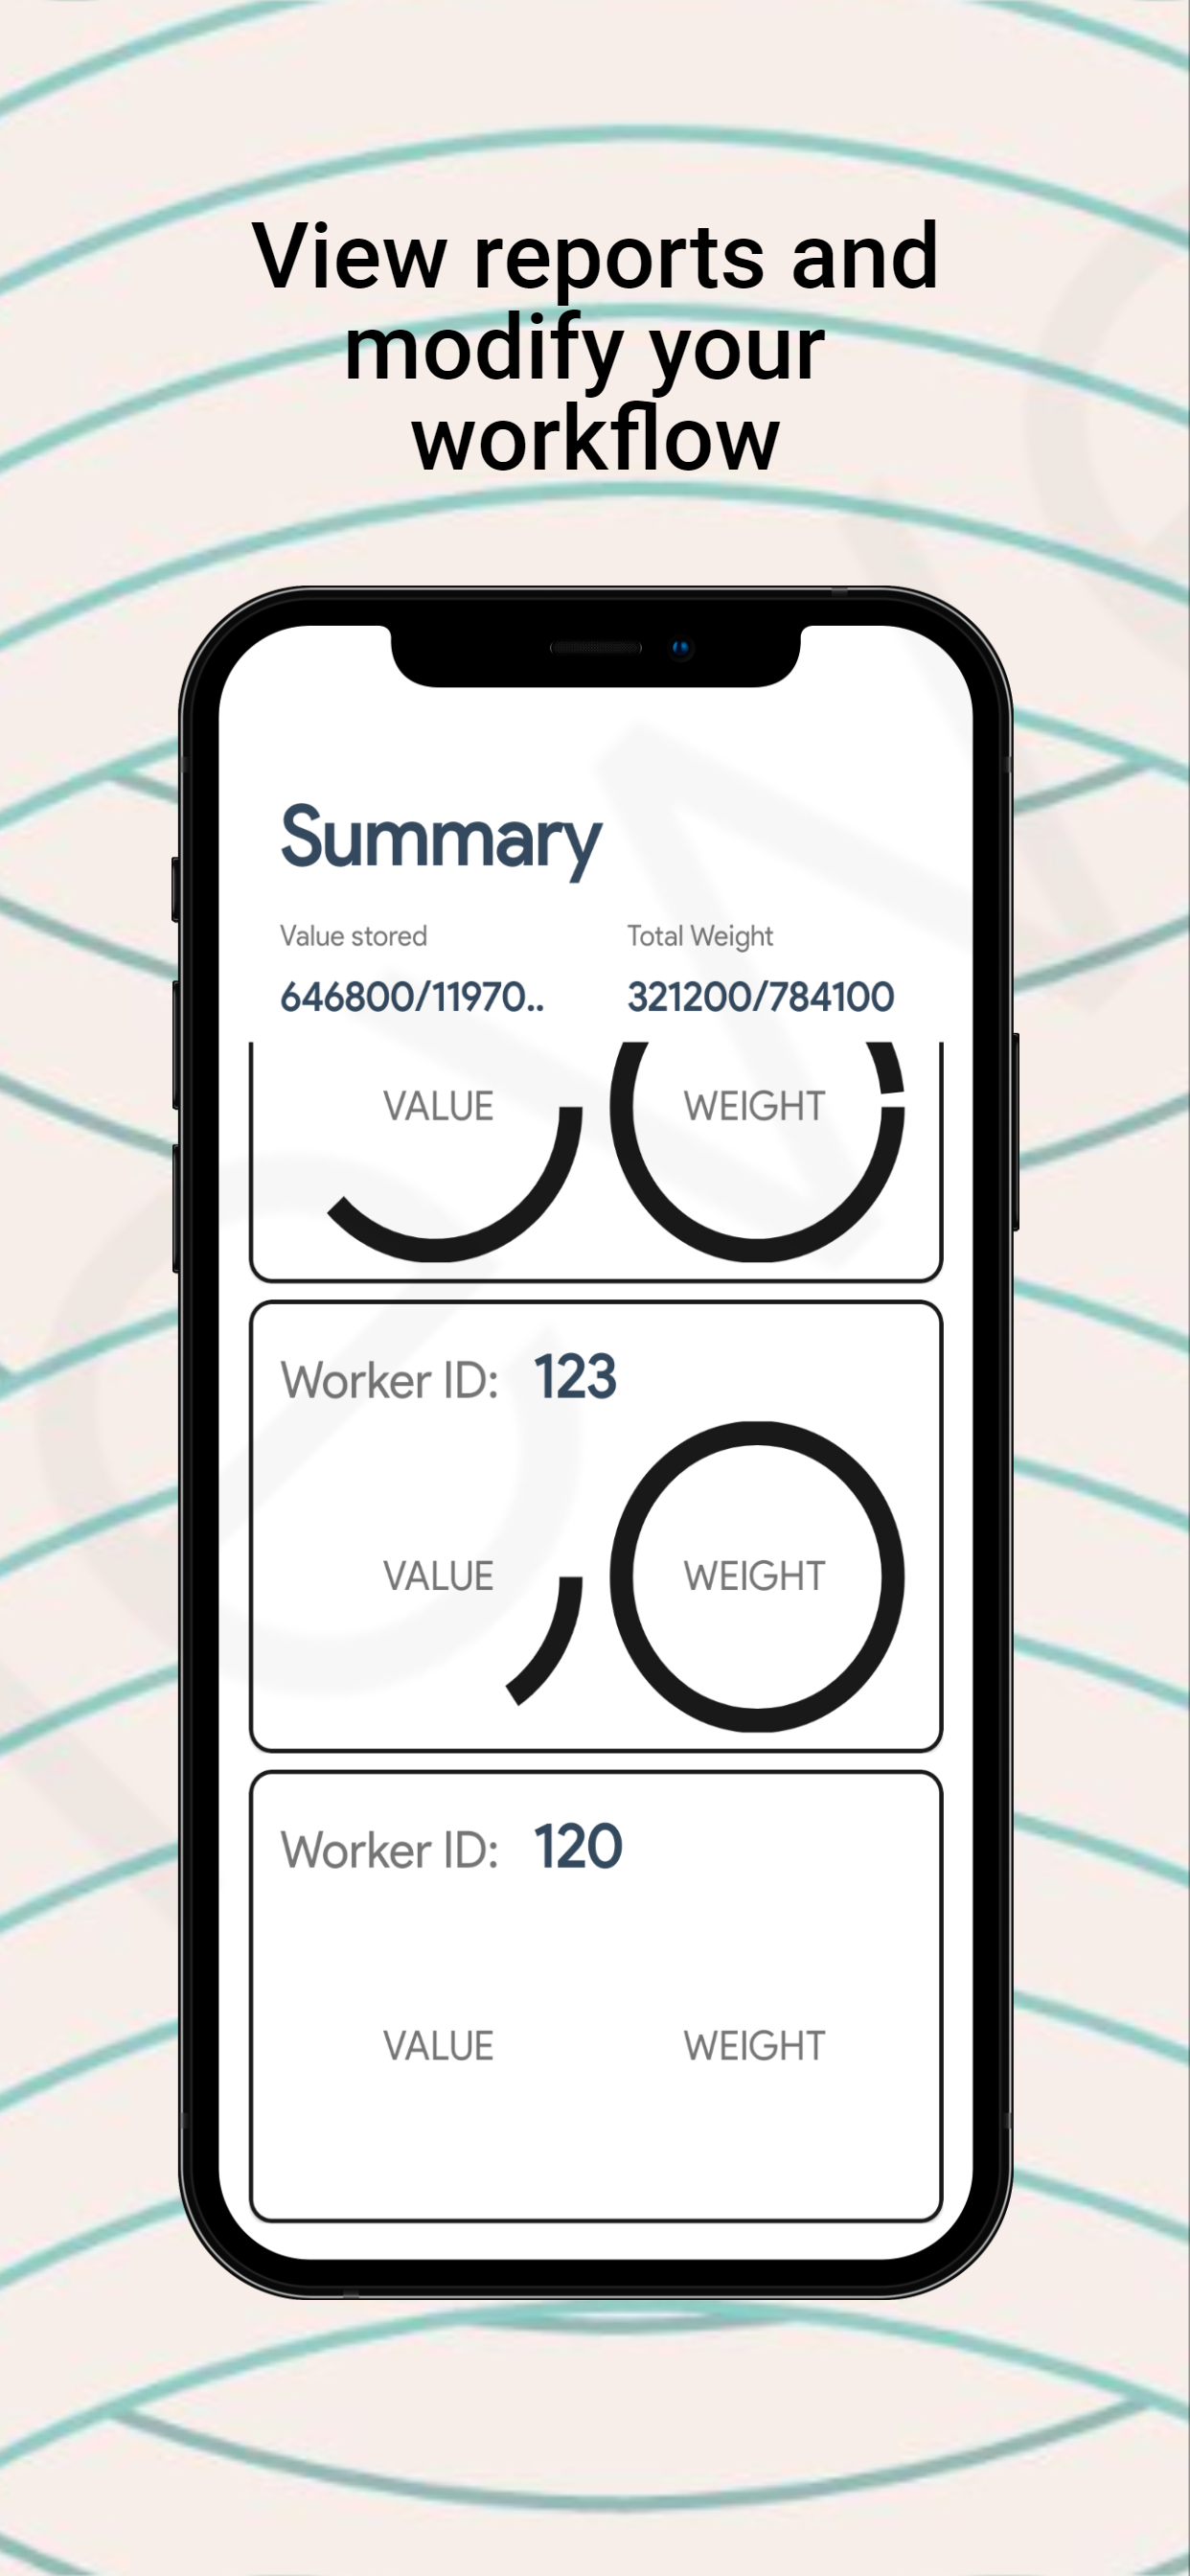 View reports and
modify your
workflow
Summary
Value stored
Total Weight
646800/11970..
321200/784100
VALUE
WEIGHT
Worker ID: 123
VALUE
WEIGHT
Worker ID: 120
VALUE
WEIGHT